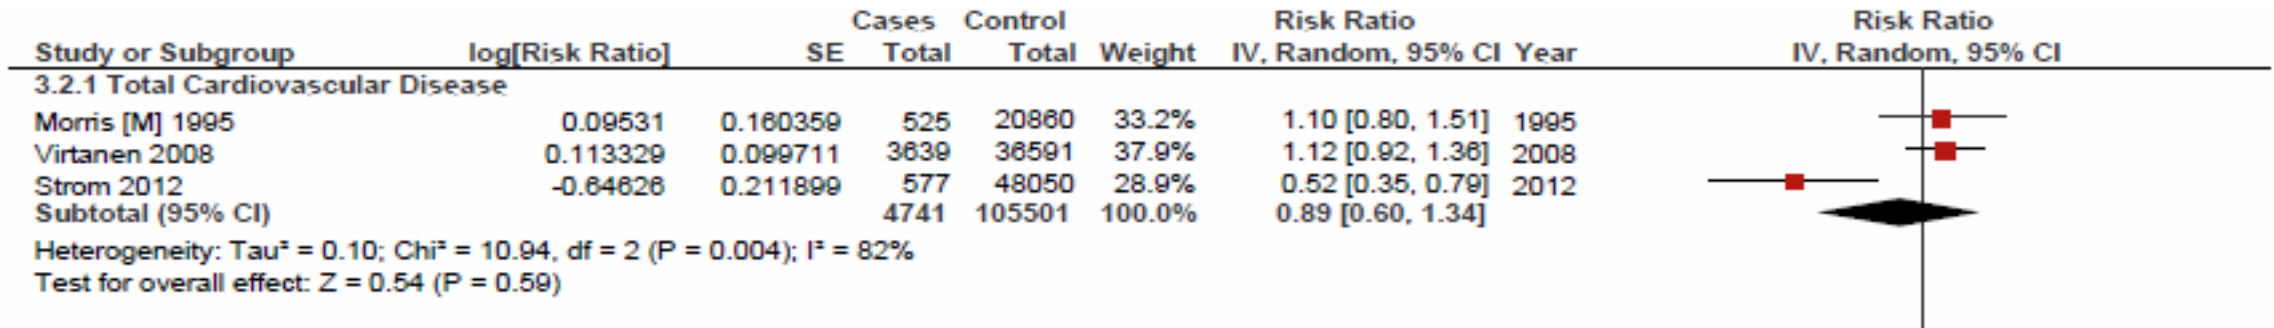 Cases Control Risk Ratio Risk Ratio
Study or Subgroup log[Risk Ratio] SE Total Total Weight IV, Random, 95% CI Year IV, Random, 95% CI
3.2.1 Total Cardiovascular Disease
Morris [M] 1995 0.09531 0.160359 525 20860 33.2% 1.10 [0.80, 1.51] 1995
Virtanen 2008 0.113329 0.099711 3639 36591 37.9% 1.12 [0.92, 1.36] 2008
Strom 2012 -0.64626 0.211899 577 48050 28.9% 0.52 [0.35, 0.79] 2012
Subtotal (95% CI) 4741 105501 100.0% 0.89 [0.60, 1.34]
Heterogeneity: Tau² = 0.10; Chi² = 10.94, df = 2 (P = 0.004); I² = 82%
Test for overall effect: Z = 0.54 (P = 0.59)